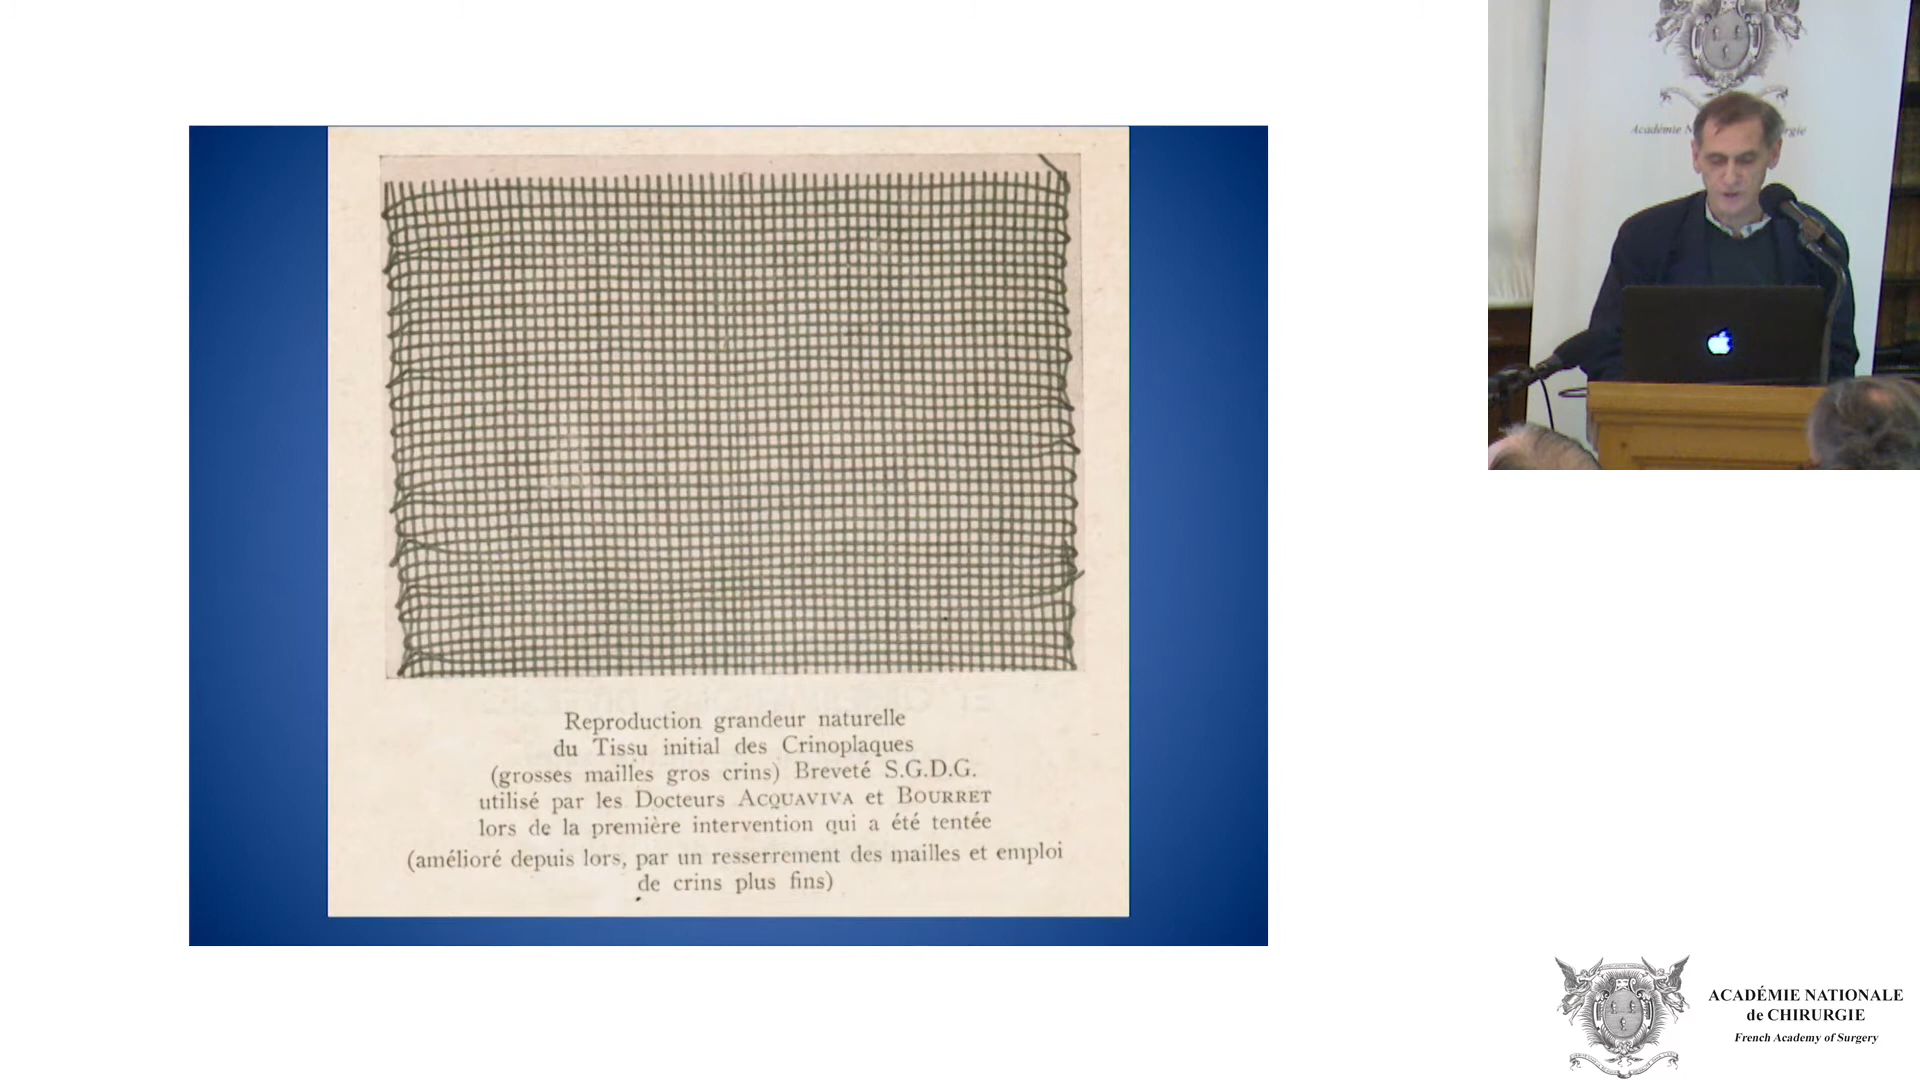 Reproduction grandeur naturelle
du Tissu initial des Crinoplaques
(grosses mailles gros crins) Breveté S.G.D.G.
utilisé par les Docteurs ACQUAVIVA et BOURRET
lors de la première intervention qui a été tentée
(amélioré depuis lors, par un resserrement des mailles et emploi
de crins plus fins)
Académie N rgie
ACADÉMIE NATIONALE
de CHIRURGIE
French Academy of Surgery